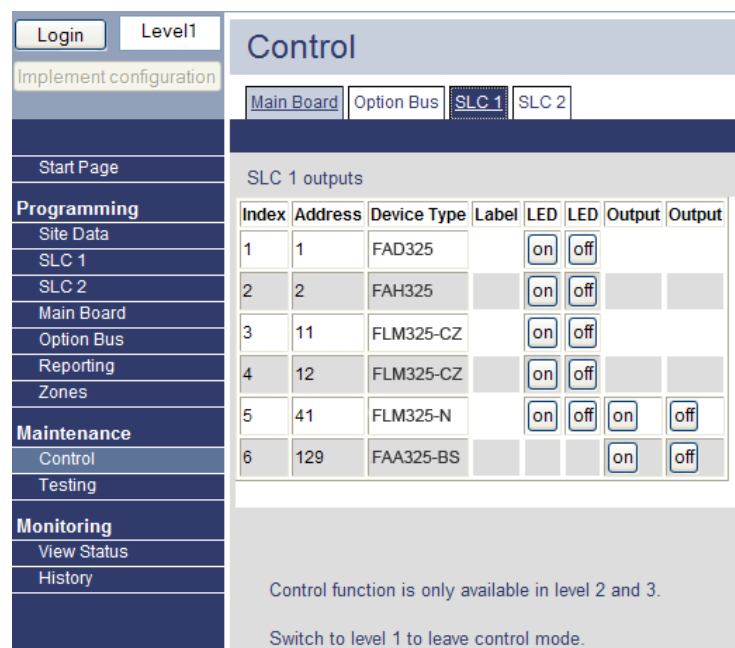 Login Level1
Implement configuration
Start Page
Programming
Site Data
SLC 1
SLC 2
Main Board
Option Bus
Reporting
Zones
Maintenance
Control
Testing
Monitoring
View Status
History
Control
Main Board Option Bus SLC 1 SLC 2
SLC 1 outputs
Index Address Device Type Label LED LED Output Output
1 1 FAD325 on off
2 2 FAH325 on off
3 11 FLM325-CZ on off
4 12 FLM325-CZ on off
5 41 FLM325-N on off on off
6 129 FAA325-BS on off
Control function is only available in level 2 and 3.
Switch to level 1 to leave control mode.